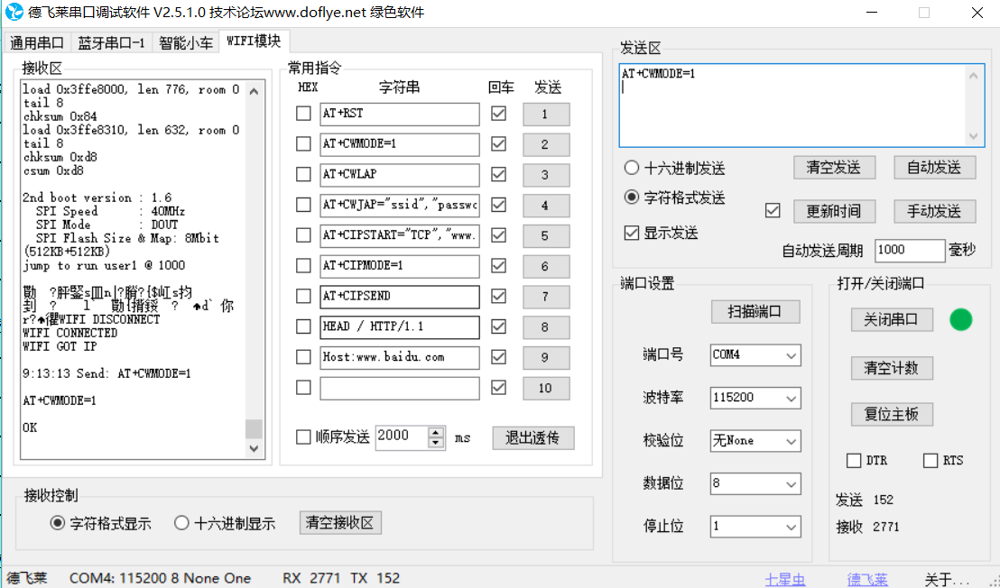 德飞莱串口调试软件 V2.5.1.0 技术论坛www.doflye.net 绿色软件
通用串口 蓝牙串口-1 智能小车 WIFI模块
接收区
load 0x3ffe8000, len 776, room 0
tail 8
chksum 0x84
load 0x3ffe8310, len 632, room 0
tail 8
chksum 0xd8
csum 0xd8
2nd boot version : 1.6
SPI Speed : 40MHz
SPI Mode : DOUT
SPI Flash Size & Map: 8Mbit
(512KB+512KB)
jump to run user1 @ 1000
WIFI DISCONNECT
WIFI CONNECTED
WIFI GOT IP
9:13:13 Send: AT+CWMODE=1
AT+CWMODE=1
OK
常用指令
HEX 字符串 回车 发送
AT+RST 1
AT+CWMODE=1 2
AT+CWLAP 3
AT+CWJAP="ssid","passwo 4
AT+CIPSTART="TCP","www. 5
AT+CIPMODE=1 6
AT+CIPSEND 7
HEAD / HTTP/1.1 8
Host:www.baidu.com 9
10
顺序发送 2000 ms 退出透传
接收控制
字符格式显示 十六进制显示 清空接收区
发送区
AT+CWMODE=1
十六进制发送 清空发送 自动发送
字符格式发送 更新时间 手动发送
显示发送
自动发送周期 1000 毫秒
端口设置
扫描端口
端口号 COM4
波特率 115200
校验位 无None
数据位 8
停止位 1
打开/关闭端口
关闭串口
清空计数
复位主板
DTR RTS
发送 152
接收 2771
德飞莱 COM4: 115200 8 None One RX 2771 TX 152 七星虫 德飞莱 关于...